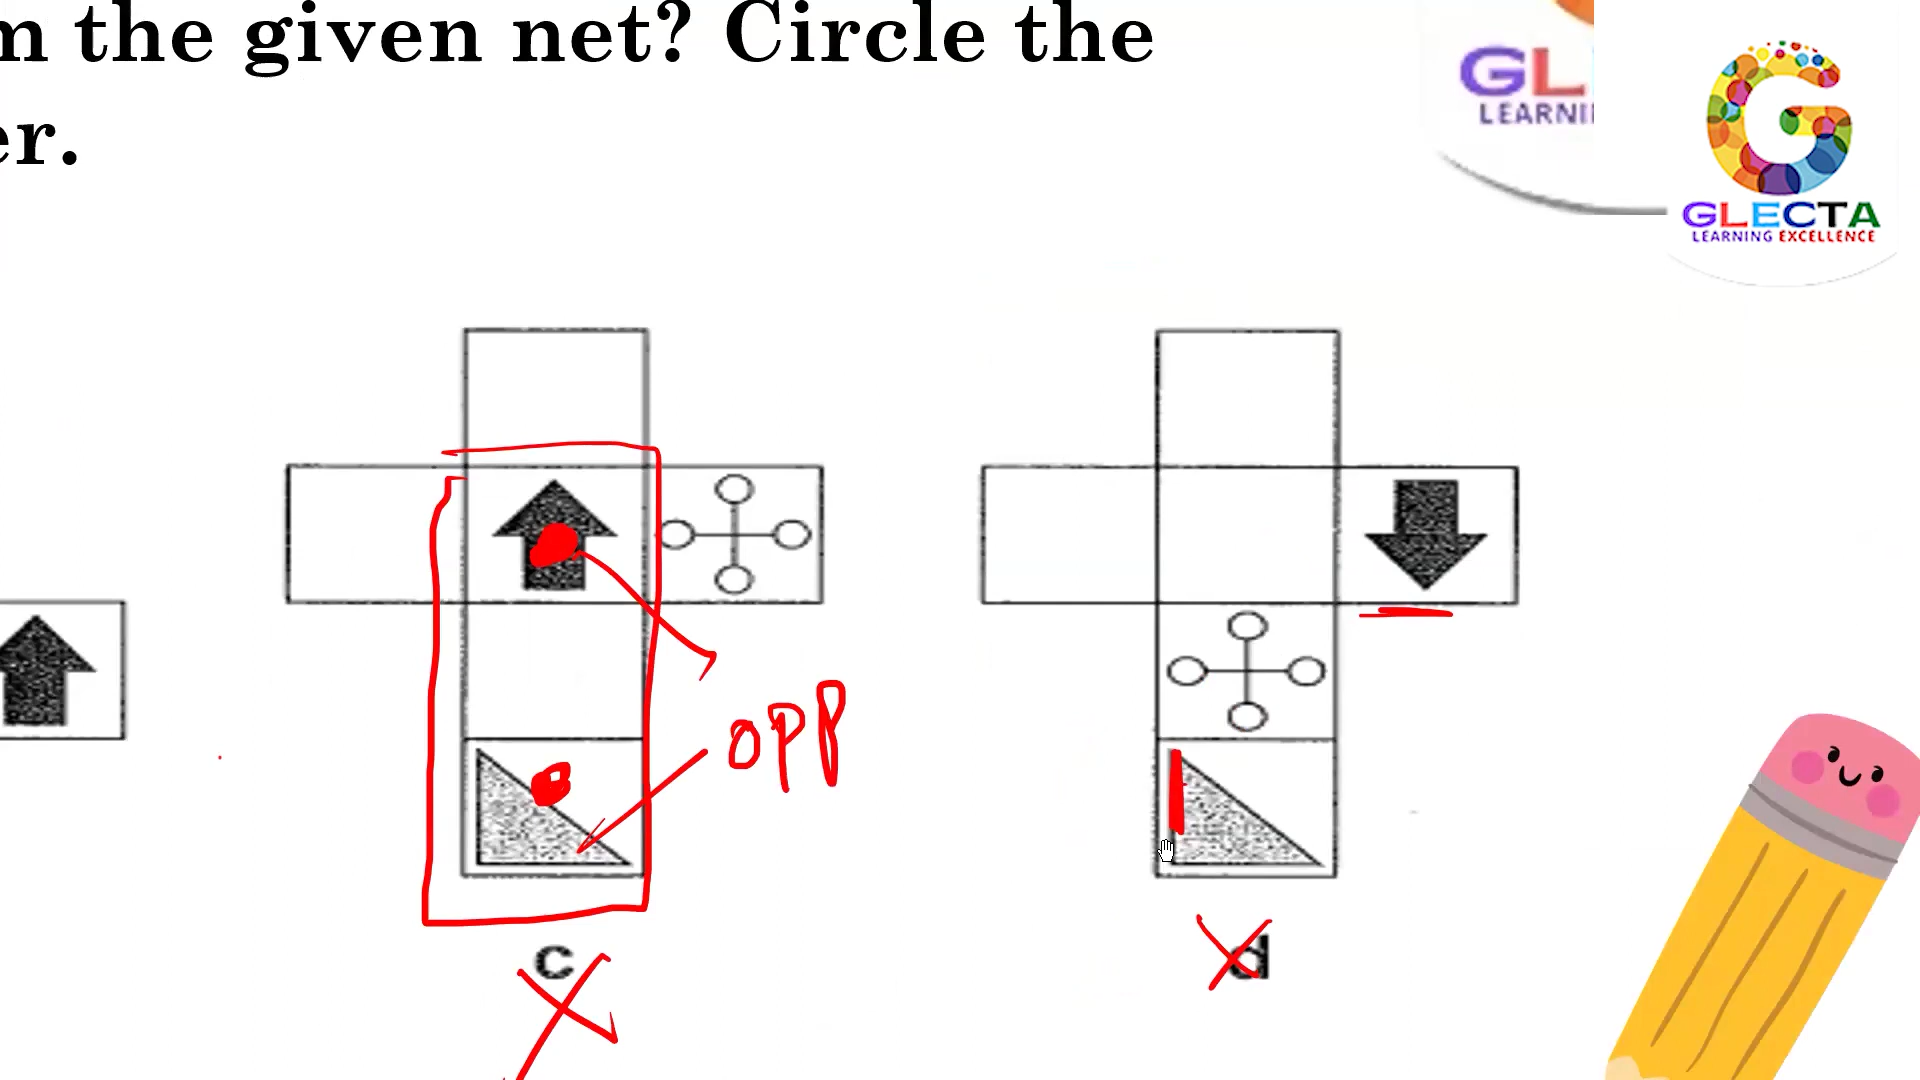 m the given net? Circle the
er.
GL
LEARNI
G
GLECTA
LEARNING EXCELLENCE
opp
c
d